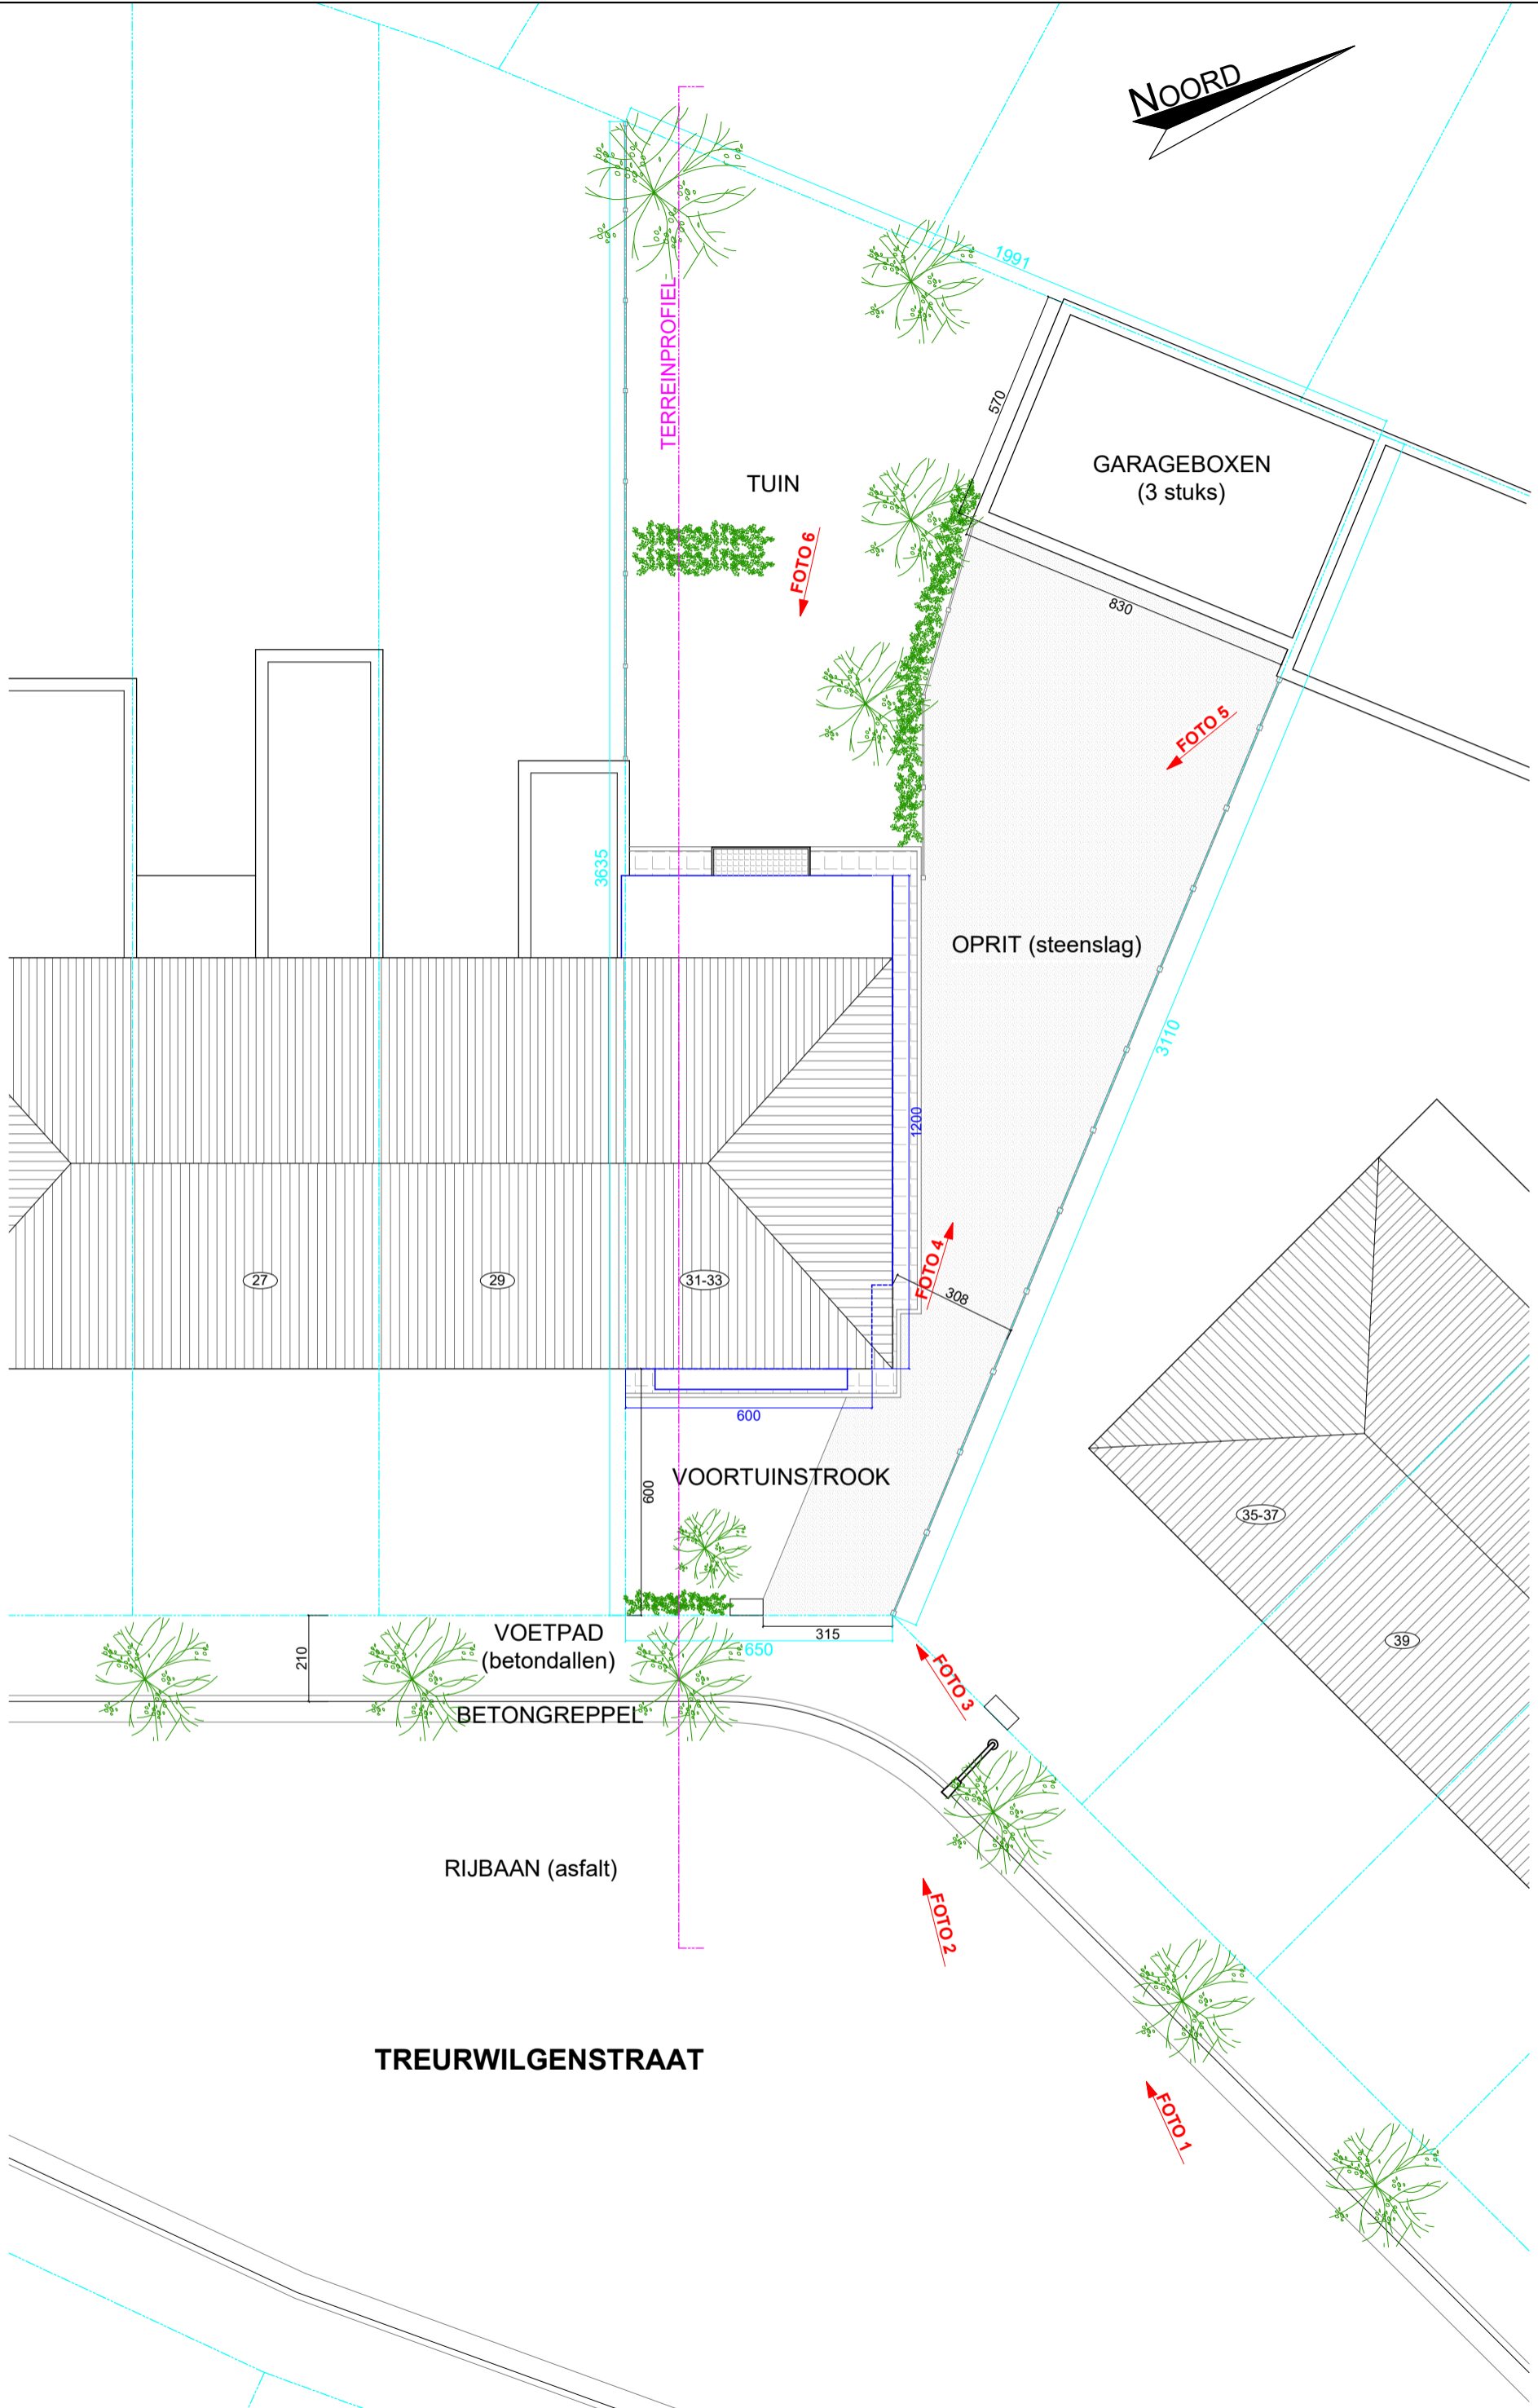 NOORD
1991
TERREINPROFIEL
570
GARAGEBOXEN
(3 stuks)
TUIN
FOTO 6
830
FOTO 5
3635
OPRIT (steenslag)
3110
1200
FOTO 4
27
29
31-33
308
600
VOORTUINSTROOK
600
35-37
VOETPAD
(betondallen)
315
650
39
210
FOTO 3
BETONGREPPEL
RIJBAAN (asfalt)
FOTO 2
TREURWILGENSTRAAT
FOTO 1